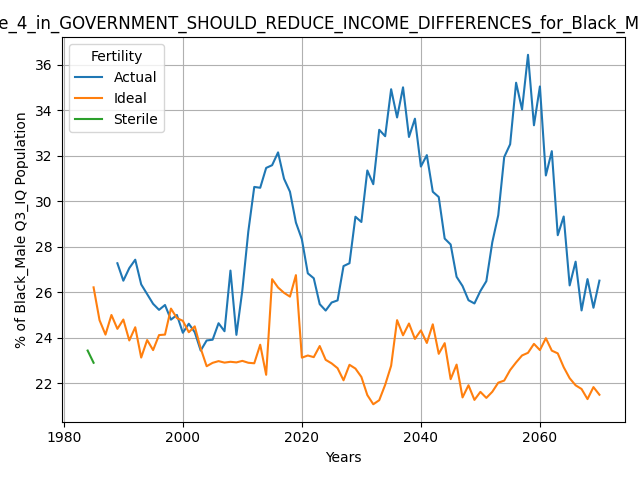 e_4_in_GOVERNMENT_SHOULD_REDUCE_INCOME_DIFFERENCES_for_Black_M
Fertility
Actual
Ideal
Sterile
% of Black_Male Q3_IQ Population
36
34
32
30
28
26
24
22
1980
2000
2020
2040
2060
Years